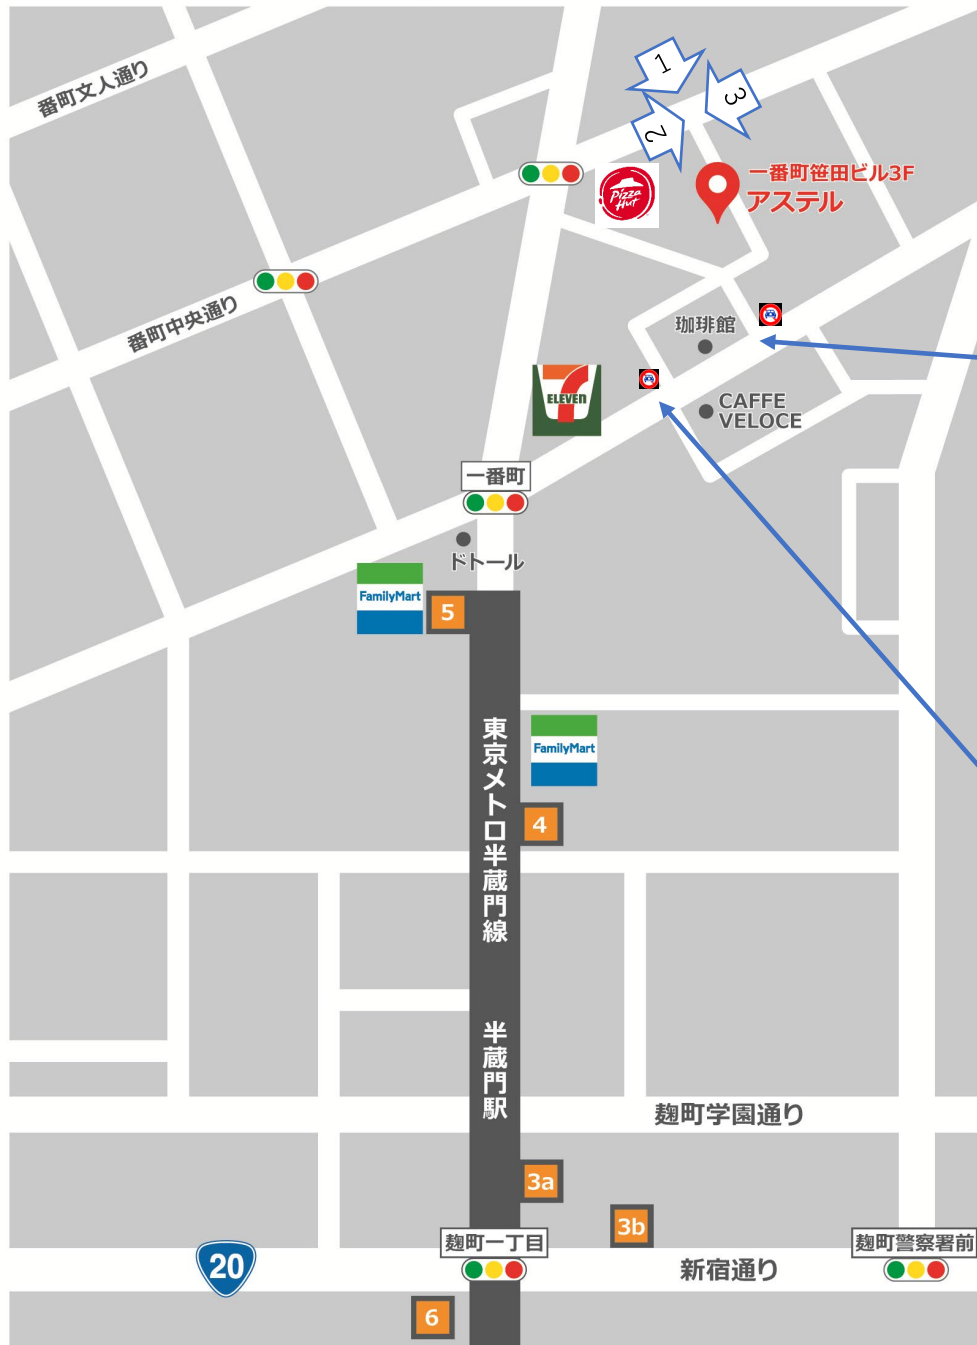 番町文人通り
1
3
2
一番町笹田ビル3F
アステル
Pizza
Hut
番町中央通り
珈琲館
ELEVEN
CAFFE
VELOCE
一番町
ドトール
FamilyMart
5
東京メトロ半蔵門線
FamilyMart
4
半蔵門駅
麹町学園通り
3a
3b
麹町一丁目
麹町警察署前
20
新宿通り
6